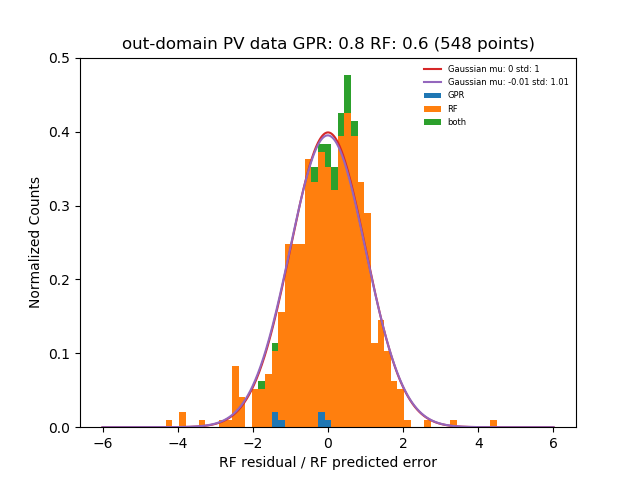 out-domain PV data GPR: 0.8 RF: 0.6 (548 points)
Gaussian mu: 0 std: 1
Gaussian mu: -0.01 std: 1.01
GPR
RF
both
Normalized Counts
0.5
0.4
0.3
0.2
0.1
0.0
−6
−4
−2
0
2
4
6
RF residual / RF predicted error